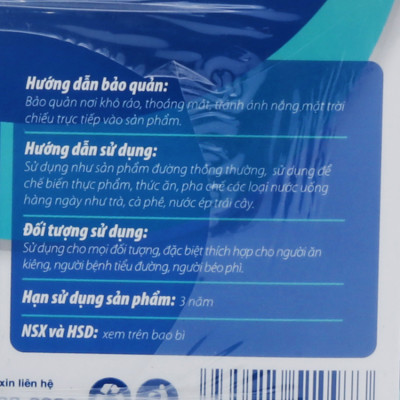 Hướng dẫn bảo quản:
Bảo quản nơi khô ráo, thoáng mát, tránh ánh nắng mặt trời
chiếu trực tiếp vào sản phẩm.
Hướng dẫn sử dụng:
Sử dụng như sản phẩm đường thông thường, sử dụng để
chế biến thực phẩm, thức ăn, pha chế các loại nước uống
hàng ngày như trà, cà phê, nước ép trái cây.
Đối tượng sử dụng:
Sử dụng cho mọi đối tượng, đặc biệt thích hợp cho người ăn
kiêng, người bệnh tiểu đường, người béo phì.
Hạn sử dụng sản phẩm: 3 năm
NSX và HSD: xem trên bao bì
xin liên hệ